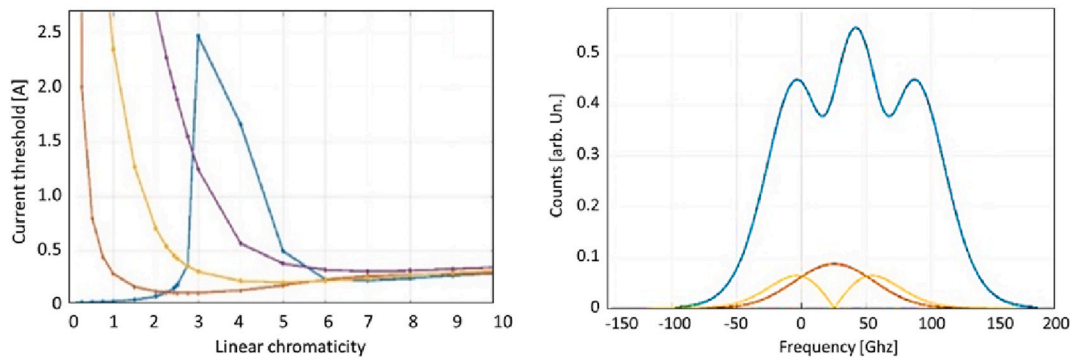 Current threshold [A]
2.5
2.0
1.5
1.0
0.5
0
0 1 2 3 4 5 6 7 8 9 10
Linear chromaticity
Counts [arb. Un.]
0.5
0.4
0.3
0.2
0.1
0
-150 -100 -50 0 50 100 150 200
Frequency [Ghz]